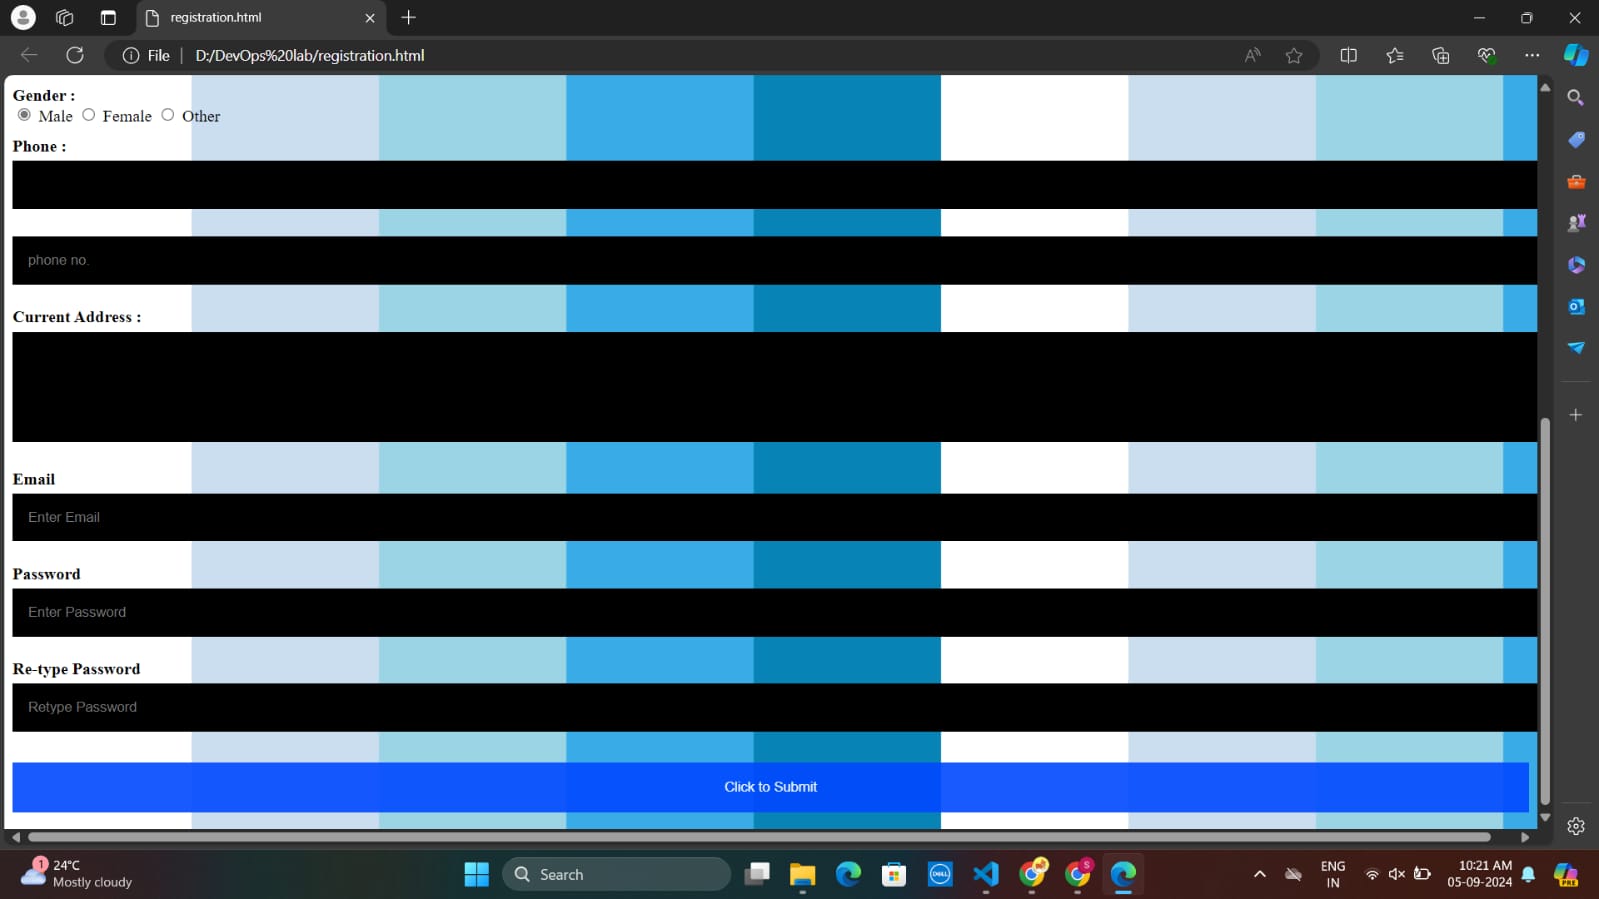 registration.html
File
D:/DevOps%20lab/registration.html
Gender :
Male Female Other
Phone :
phone no.
Current Address :
Email
Enter Email
Password
Enter Password
Re-type Password
Retype Password
Click to Submit
1
24°C
Mostly cloudy
Search
DELL
S
ENG
IN
10:21 AM
05-09-2024
PRE